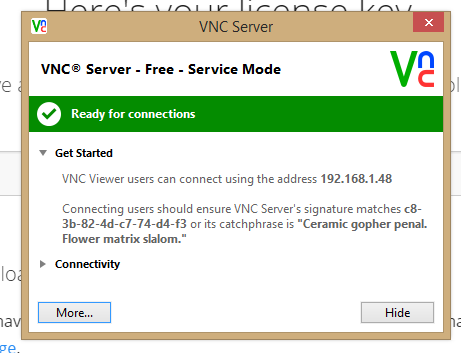 Here's your license key
VNC Server
VNC® Server - Free - Service Mode
Ready for connections
Get Started
VNC Viewer users can connect using the address 192.168.1.48
Connecting users should ensure VNC Server's signature matches c8-
3b-82-4d-c7-74-d4-f3 or its catchphrase is "Ceramic gopher penal.
Flower matrix slalom."
Connectivity
More... Hide